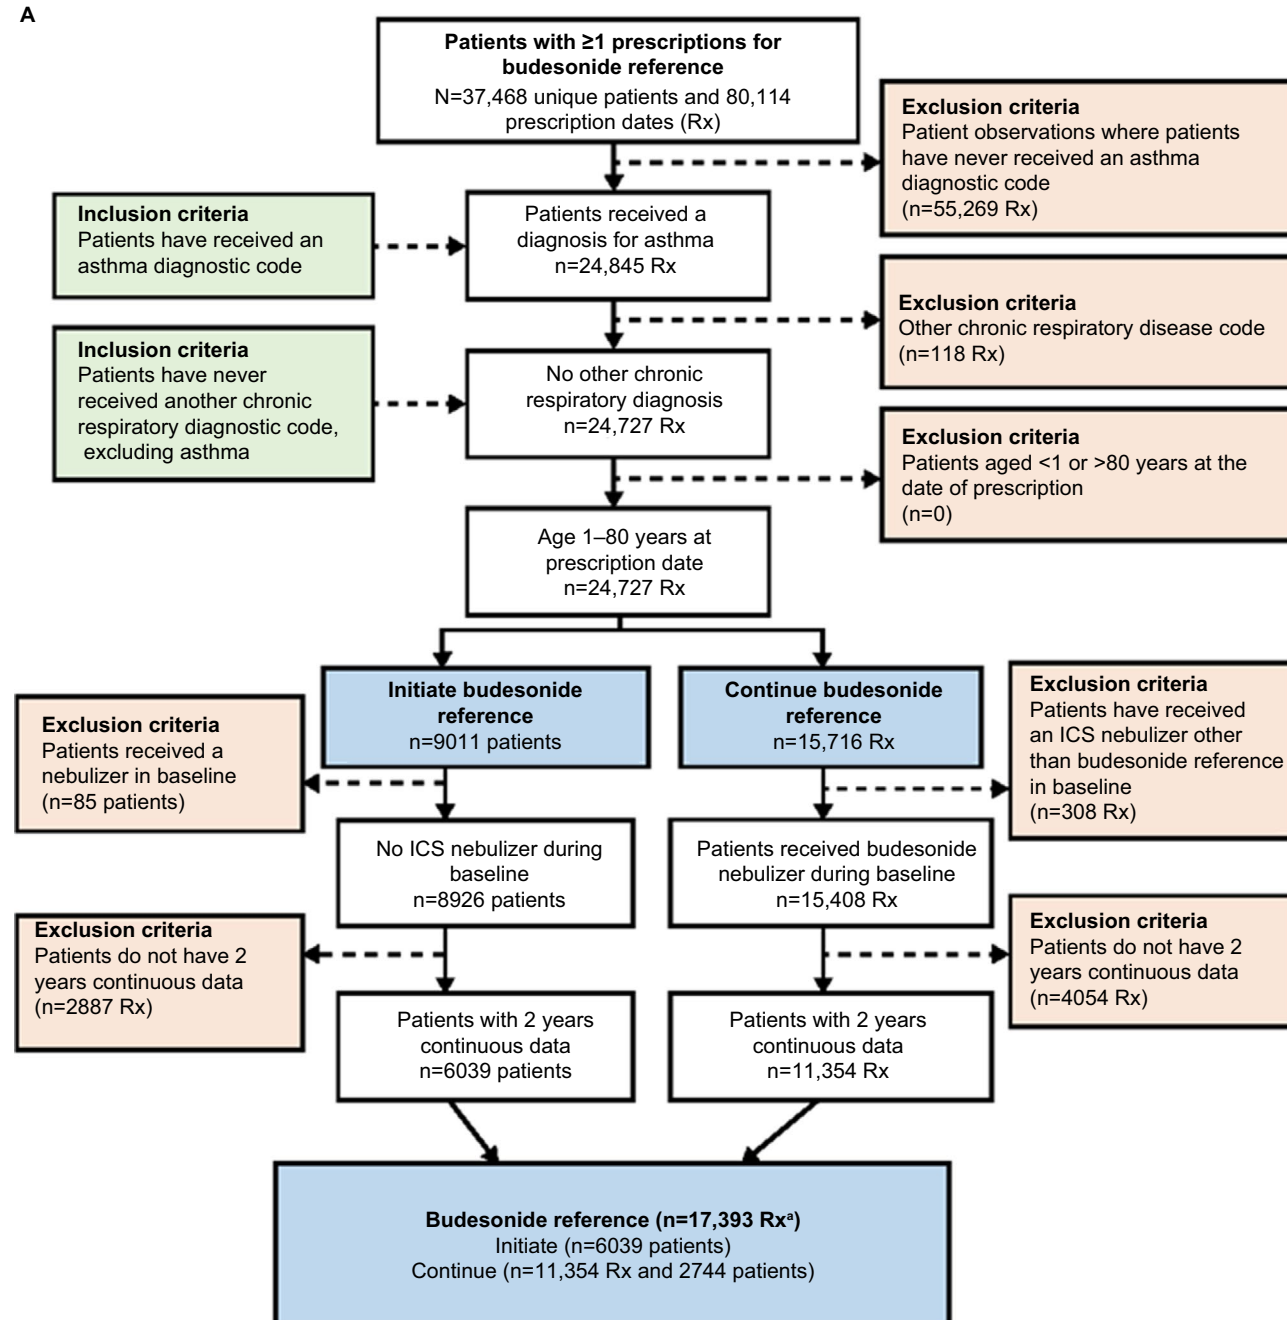 A
Patients with ≥1 prescriptions for
budesonide reference
N=37,468 unique patients and 80,114
prescription dates (Rx)
Exclusion criteria
Patient observations where patients
have never received an asthma
diagnostic code
(n=55,269 Rx)
Inclusion criteria
Patients have received an
asthma diagnostic code
Patients received a
diagnosis for asthma
n=24,845 Rx
Exclusion criteria
Other chronic respiratory disease code
(n=118 Rx)
Inclusion criteria
Patients have never
received another chronic
respiratory diagnostic code,
excluding asthma
No other chronic
respiratory diagnosis
n=24,727 Rx
Exclusion criteria
Patients aged <1 or >80 years at the
date of prescription
(n=0)
Age 1–80 years at
prescription date
n=24,727 Rx
Initiate budesonide
reference
n=9011 patients
Continue budesonide
reference
n=15,716 Rx
Exclusion criteria
Patients received a
nebulizer in baseline
(n=85 patients)
Exclusion criteria
Patients have received
an ICS nebulizer other
than budesonide reference
in baseline
(n=308 Rx)
No ICS nebulizer during
baseline
n=8926 patients
Patients received budesonide
nebulizer during baseline
n=15,408 Rx
Exclusion criteria
Patients do not have 2
years continuous data
(n=2887 Rx)
Exclusion criteria
Patients do not have 2
years continuous data
(n=4054 Rx)
Patients with 2 years
continuous data
n=6039 patients
Patients with 2 years
continuous data
n=11,354 Rx
Budesonide reference (n=17,393 Rxᵃ)
Initiate (n=6039 patients)
Continue (n=11,354 Rx and 2744 patients)